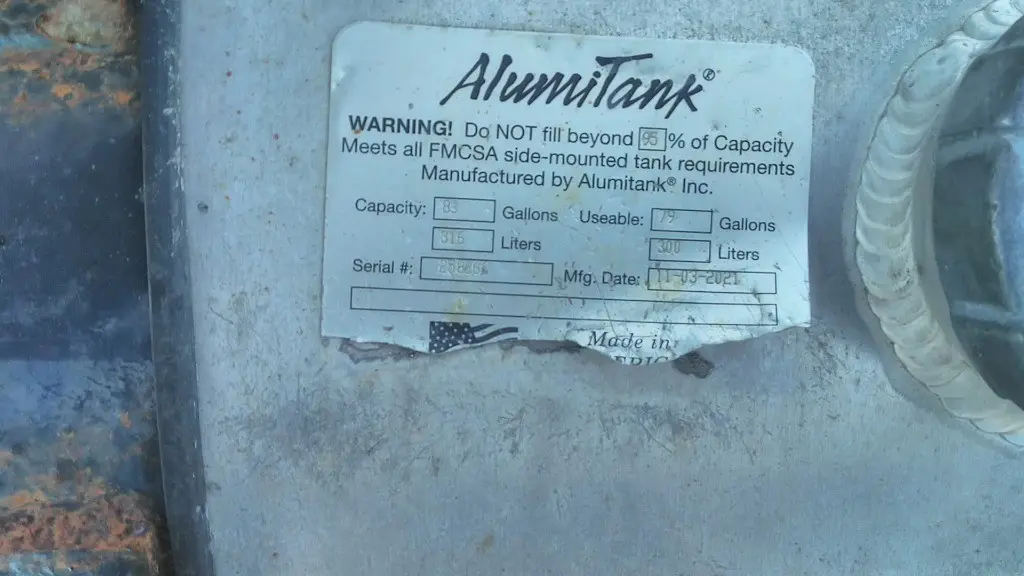 AlumiTank®
WARNING! Do NOT fill beyond 95 % of Capacity
Meets all FMCSA side-mounted tank requirements
Manufactured by Alumitank® Inc.
Capacity: 83 Gallons Useable: 79 Gallons
315 Liters 300 Liters
Serial #: Mfg. Date: 11-03-2021
Made in